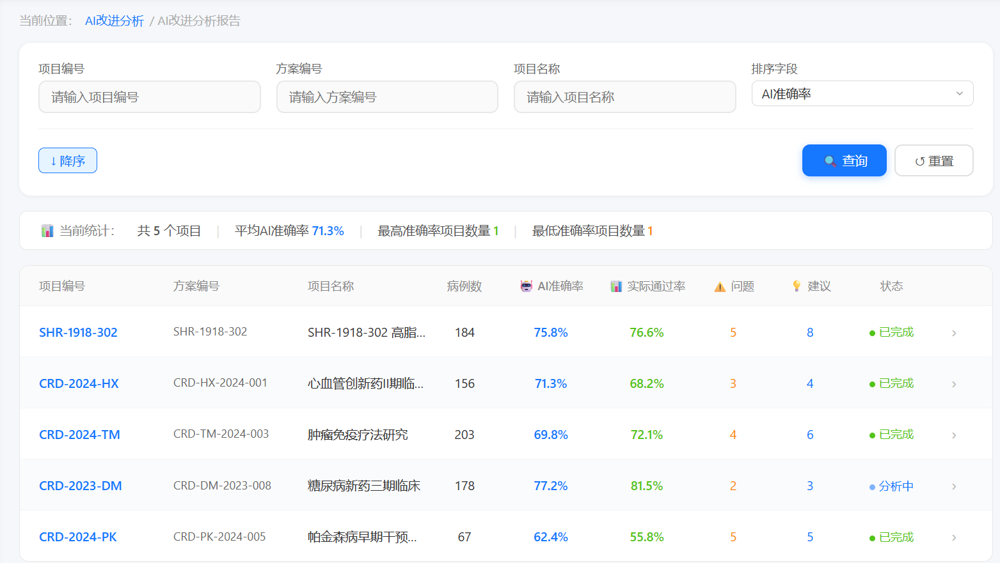 当前位置： AI改进分析 / AI改进分析报告
项目编号 方案编号 项目名称 排序字段
请输入项目编号 请输入方案编号 请输入项目名称 AI准确率
↓ 降序 查询 ↺ 重置
当前统计： 共 5 个项目 | 平均AI准确率 71.3% | 最高准确率项目数量 1 | 最低准确率项目数量 1
项目编号 方案编号 项目名称 病例数 AI准确率 实际通过率 问题 建议 状态
SHR-1918-302 SHR-1918-302 SHR-1918-302 高脂... 184 75.8% 76.6% 5 8 已完成 ›
CRD-2024-HX CRD-HX-2024-001 心血管创新药II期临... 156 71.3% 68.2% 3 4 已完成 ›
CRD-2024-TM CRD-TM-2024-003 肿瘤免疫疗法研究 203 69.8% 72.1% 4 6 已完成 ›
CRD-2023-DM CRD-DM-2023-008 糖尿病新药三期临床 178 77.2% 81.5% 2 3 分析中 ›
CRD-2024-PK CRD-PK-2024-005 帕金森病早期干预... 67 62.4% 55.8% 5 5 已完成 ›